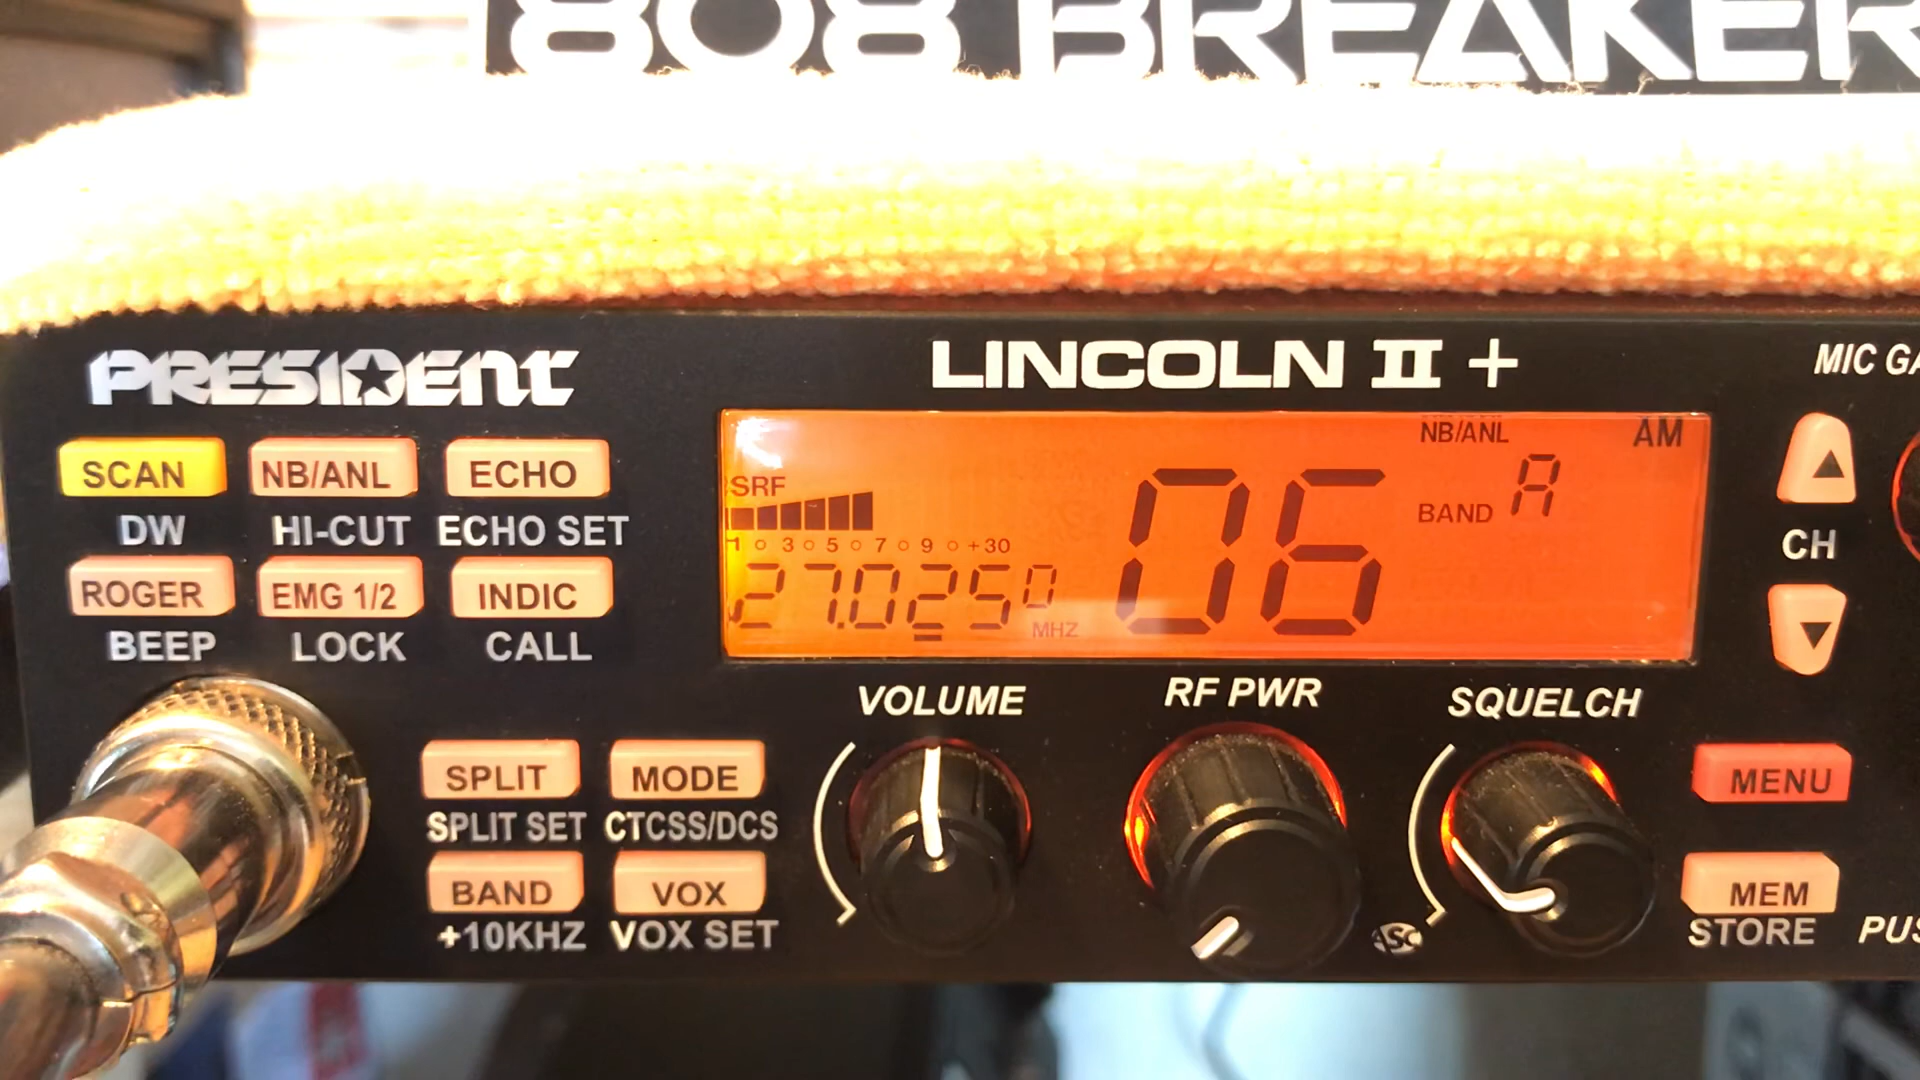 808 BREAKER
PRESIDENT
LINCOLN II +
MIC GA
SCAN
NB/ANL
ECHO
DW
HI-CUT
ECHO SET
ROGER
EMG 1/2
INDIC
BEEP
LOCK
CALL
NB/ANL
AM
SRF
BAND A
06
1 o 3 o 5 o 7 o 9 o +30
27.0250
MHZ
CH
VOLUME
RF PWR
SQUELCH
SPLIT
MODE
SPLIT SET
CTCSS/DCS
BAND
VOX
+10KHZ
VOX SET
ASC
MENU
MEM
STORE
PUS